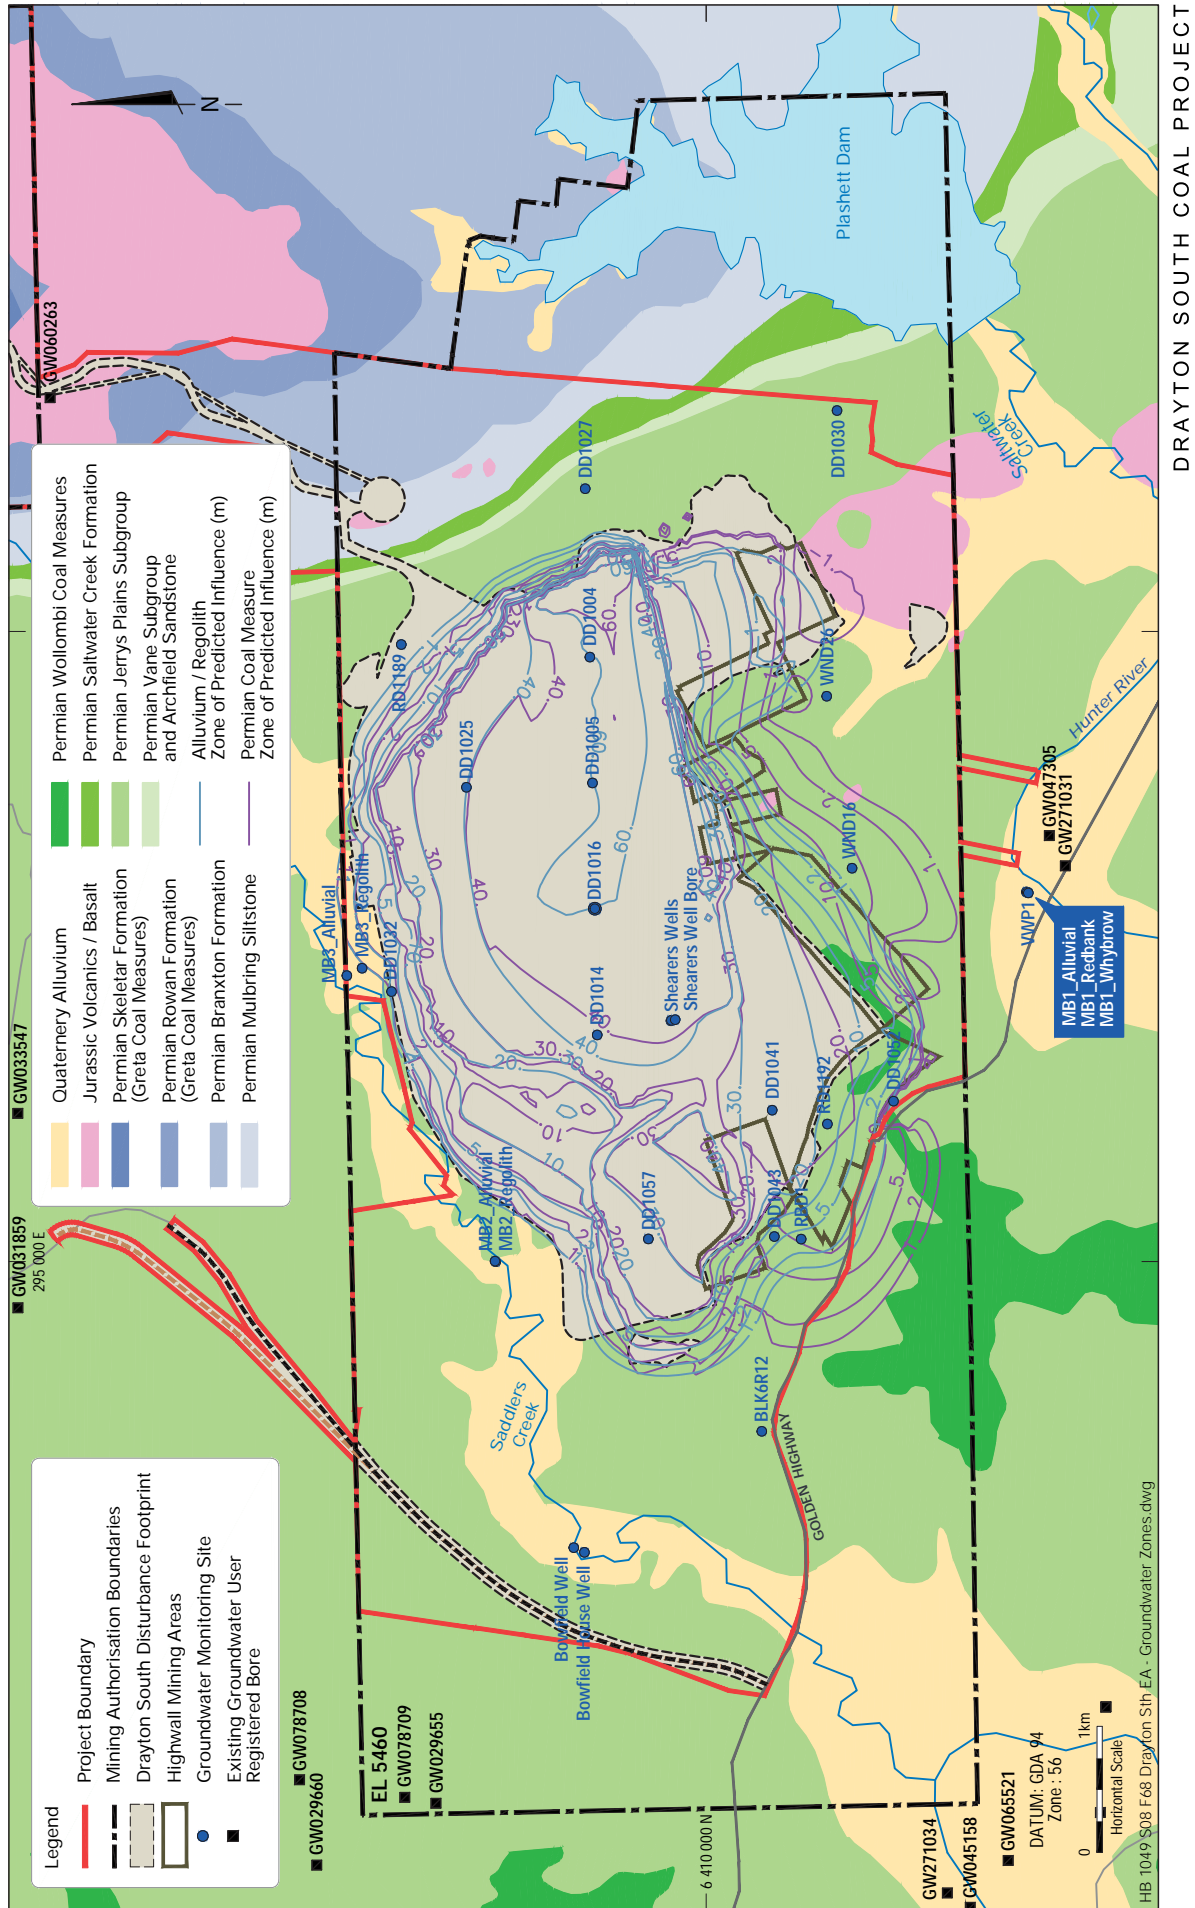 DRAYTON SOUTH COAL PROJECT
Legend
Project Boundary
Mining Authorisation Boundaries
Drayton South Disturbance Footprint
Highwall Mining Areas
Groundwater Monitoring Site
Existing Groundwater User
Registered Bore
Quaternery Alluvium
Jurassic Volcanics / Basalt
Permian Skeletar Formation
(Greta Coal Measures)
Permian Rowan Formation
(Greta Coal Measures)
Permian Branxton Formation
Permian Mulbring Siltstone
Permian Wollombi Coal Measures
Permian Saltwater Creek Formation
Permian Jerrys Plains Subgroup
Permian Vane Subgroup
and Archfield Sandstone
Alluvium / Regolith
Zone of Predicted Influence (m)
Permian Coal Measure
Zone of Predicted Influence (m)
N
GW033547
GW031859
295 000 E
GW060263
GW078708
GW029660
EL 5460
GW078709
GW029655
6 410 000 N
MB3_Alluvial
MB3_Regolith
DD1032
RD1189
DD1025
DD1027
DD1004
DD1005
DD1016
DD1014
DD1030
Plashett Dam
Saltwater
Creek
MB2_Alluvial
MB2_Regolith
Shearers Wells
Shearers Well Bore
DD1057
DD1041
DD1043
RD1192
DD1052
WND26
WND16
Saddlers
Creek
BLK6R12
GOLDEN HIGHWAY
Bowfield Well
Bowfield House Well
VWP1
MB1_Alluvial
MB1_Redbank
MB1_Whybrow
GW047305
GW271031
Hunter River
GW271034
GW045158
GW065521
DATUM: GDA 94
Zone : 56
0
1km
Horizontal Scale
HB 1049 S08 F68 Drayton Sth EA - Groundwater Zones.dwg